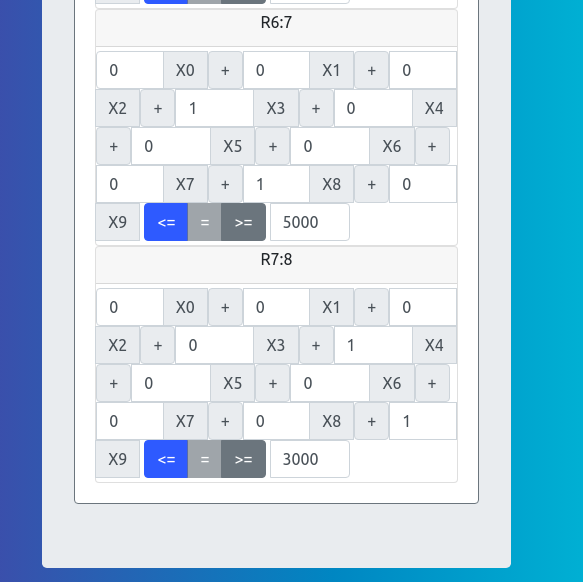 R6:7
0 X0 + 0 X1 + 0
X2 + 1 X3 + 0 X4
+ 0 X5 + 0 X6 +
0 X7 + 1 X8 + 0
X9 <= = >= 5000
R7:8
0 X0 + 0 X1 + 0
X2 + 0 X3 + 1 X4
+ 0 X5 + 0 X6 +
0 X7 + 0 X8 + 1
X9 <= = >= 3000